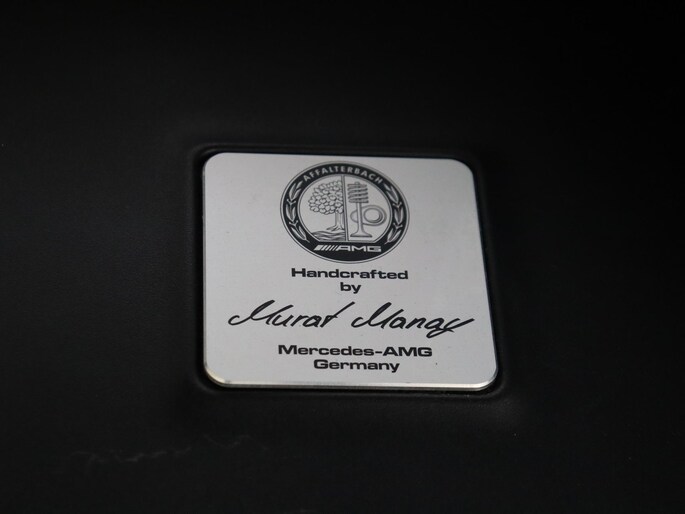 AFFALTERBACH
AMG
Handcrafted
by
Murat Manay
Mercedes-AMG
Germany